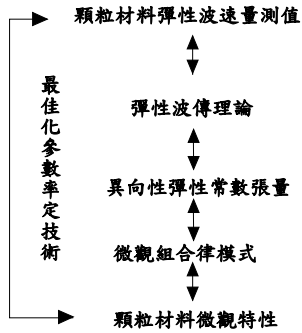 顆粒材料彈性波速量測值
彈性波傳理論
異向性彈性常數張量
微觀組合律模式
顆粒材料微觀特性
最佳化參數率定技術